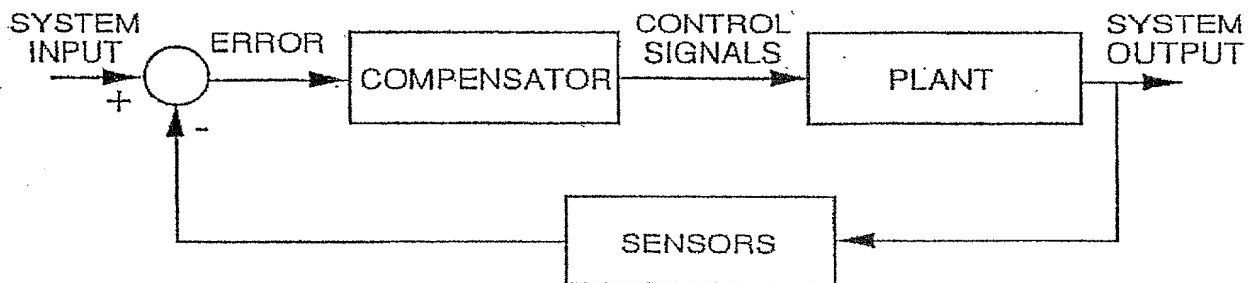 SYSTEM
INPUT
+
-
ERROR
COMPENSATOR
CONTROL
SIGNALS
PLANT
SYSTEM
OUTPUT
SENSORS